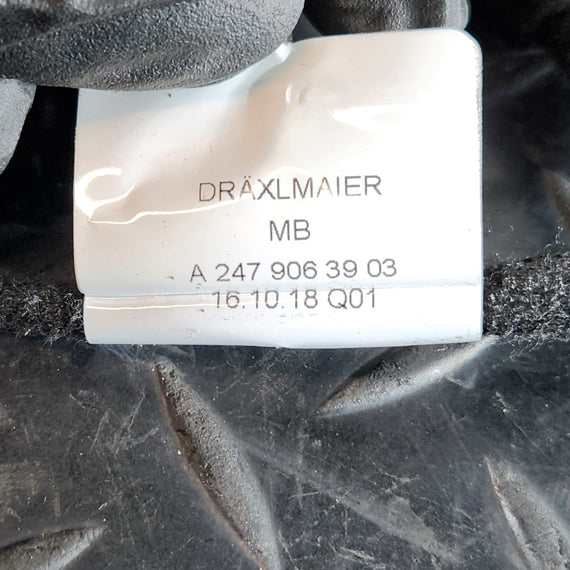 DRÄXLMAIER
MB
A 247 906 39 03
16.10.18 Q01